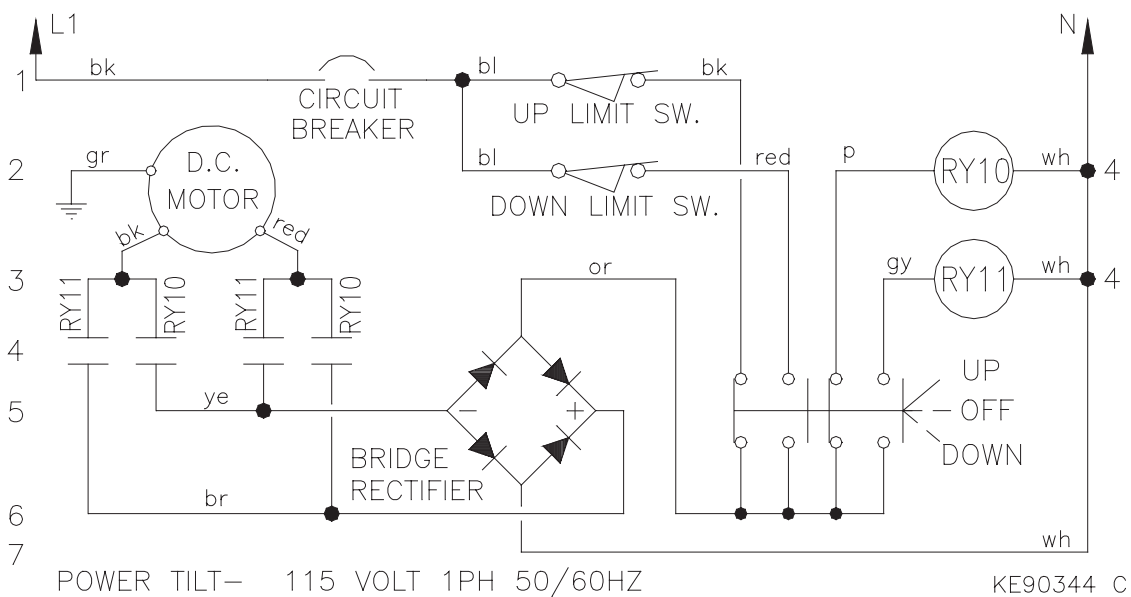 L1
N
1
bk
CIRCUIT
BREAKER
bl
UP LIMIT SW.
bk
2
gr
D.C.
MOTOR
bl
DOWN LIMIT SW.
red
p
RY10
wh
4
bk
red
3
RY11
RY10
RY11
RY10
or
gy
RY11
wh
4
4
5
ye
−
+
UP
OFF
DOWN
BRIDGE
RECTIFIER
6
br
7
wh
POWER TILT− 115 VOLT 1PH 50/60HZ
KE90344 C